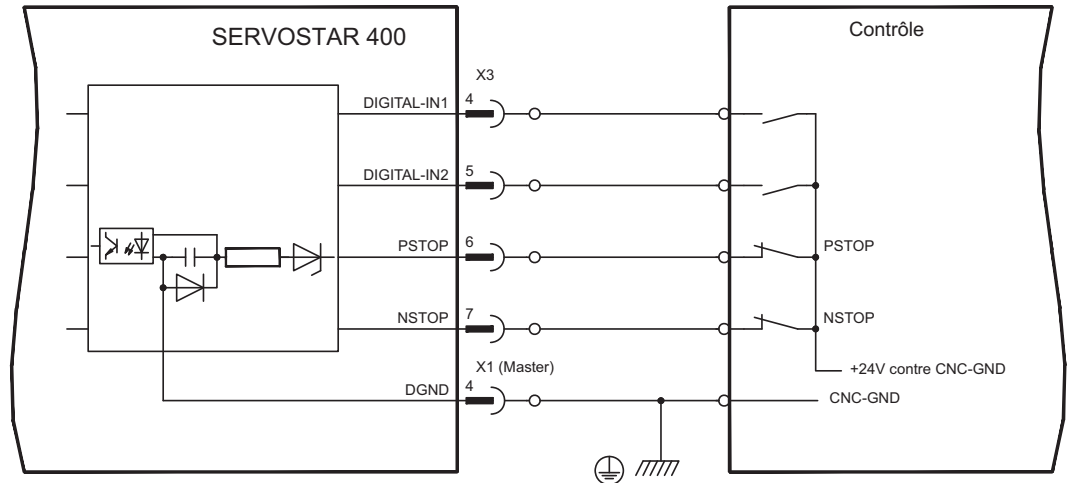 SERVOSTAR 400
Contrôle
X3
DIGITAL-IN1
4
DIGITAL-IN2
5
PSTOP
6
PSTOP
NSTOP
7
NSTOP
X1 (Master)
+24V contre CNC-GND
DGND
4
CNC-GND